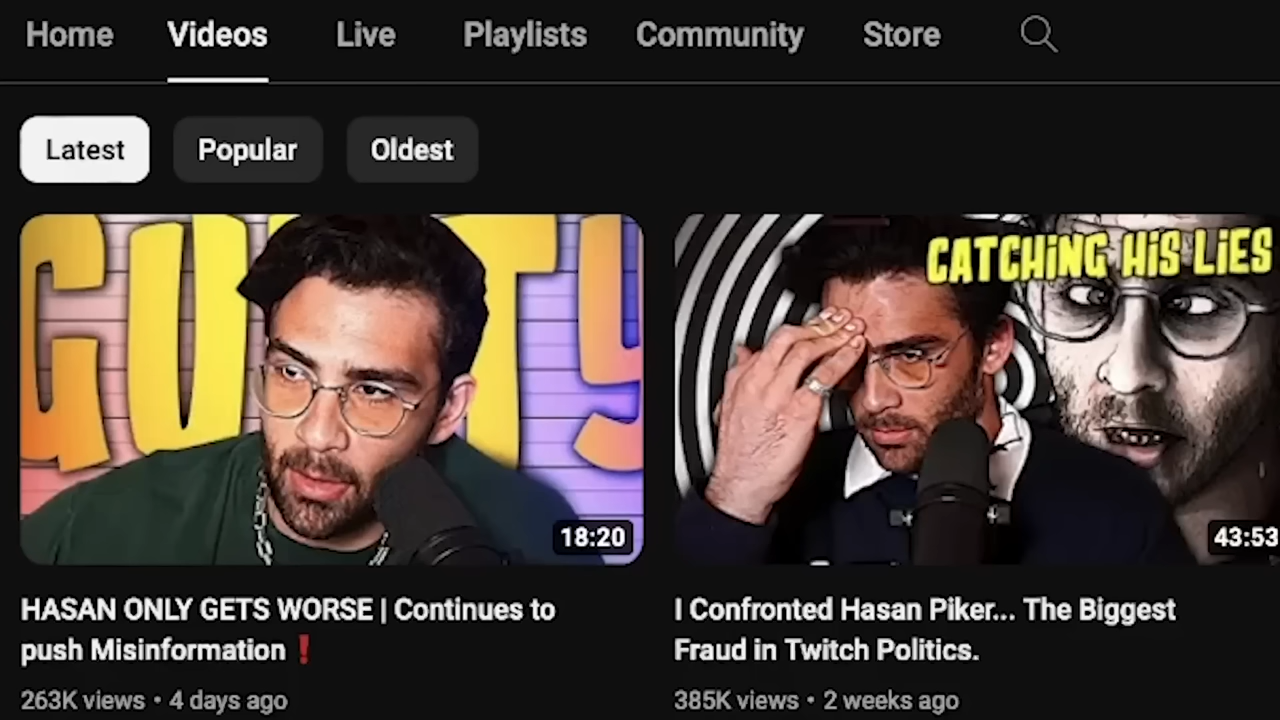 Home Videos Live Playlists Community Store
Latest Popular Oldest
GUILTY
CATCHING HIS LIES
18:20
43:53
HASAN ONLY GETS WORSE | Continues to
push Misinformation❗
I Confronted Hasan Piker... The Biggest
Fraud in Twitch Politics.
263K views • 4 days ago
385K views • 2 weeks ago